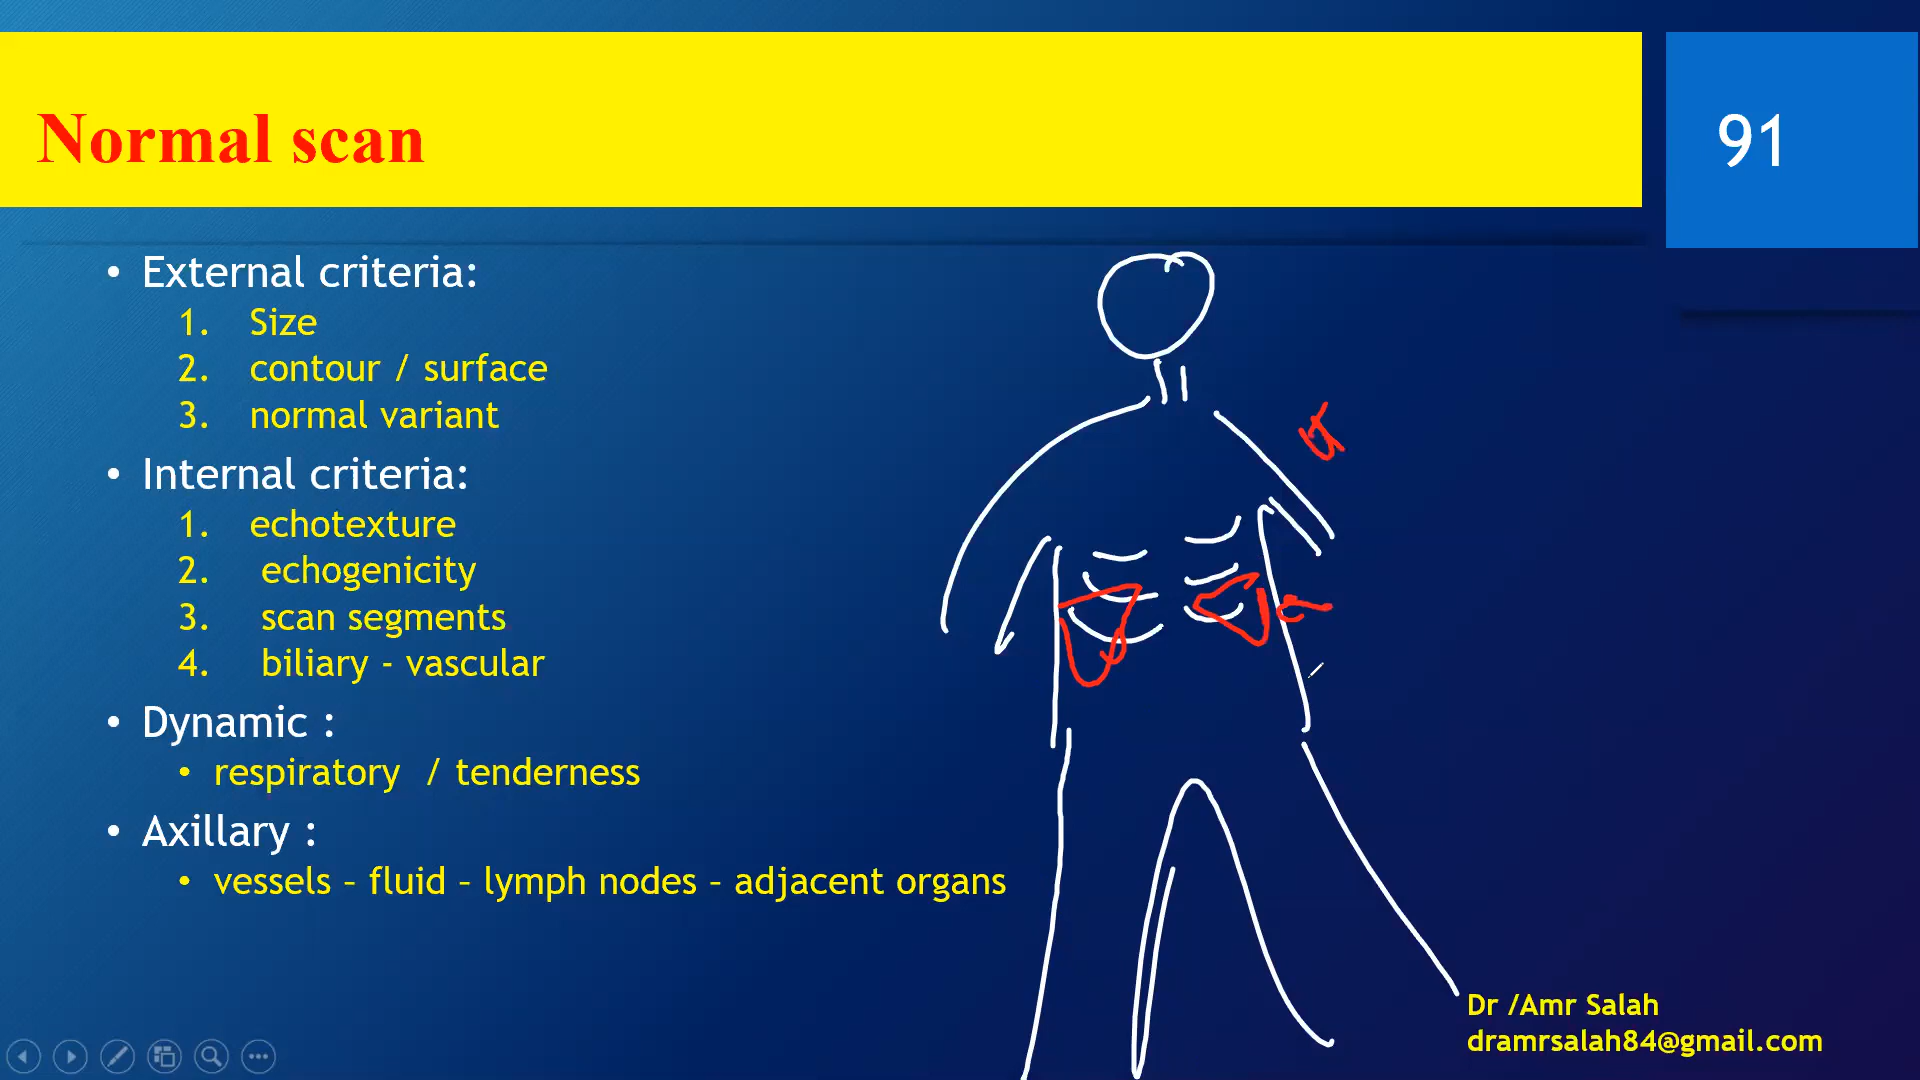 Normal scan
91
• External criteria:
1. Size
2. contour / surface
3. normal variant
• Internal criteria:
1. echotexture
2. echogenicity
3. scan segments
4. biliary - vascular
• Dynamic :
• respiratory / tenderness
• Axillary :
• vessels – fluid – lymph nodes – adjacent organs
Dr /Amr Salah
dramrsalah84@gmail.com